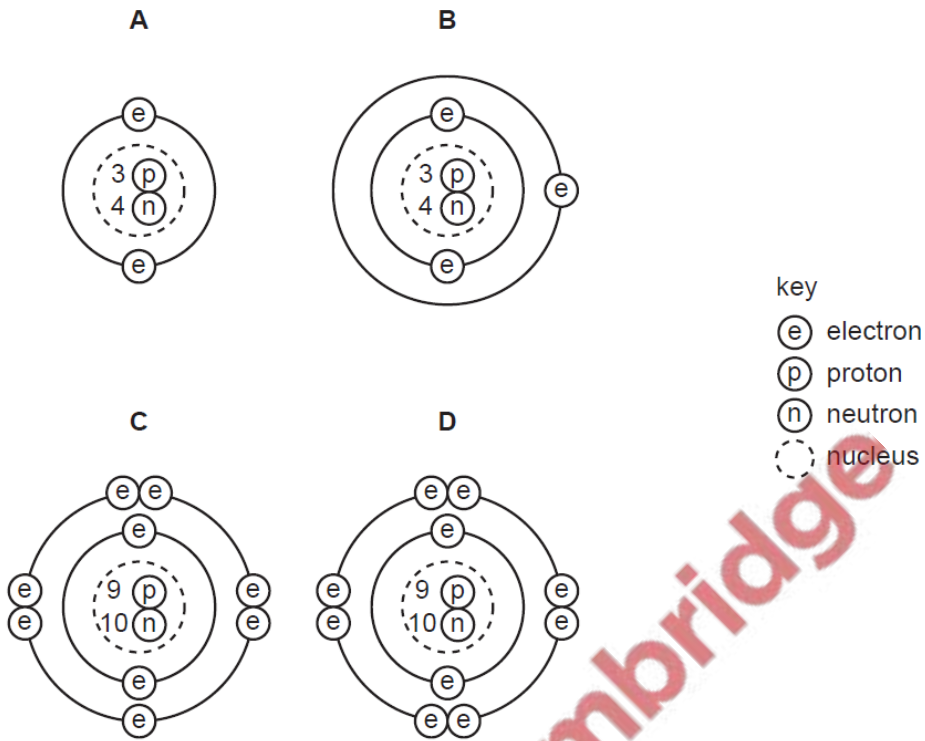 A B
e e
3 p 3 p
e
4 n 4 n
e e
key
e electron
p proton
n neutron
nucleus
C D
e e e e
e e
e 9 p e e 9 p e
e 10 n e e 10 n e
e e
e e e
mbridge